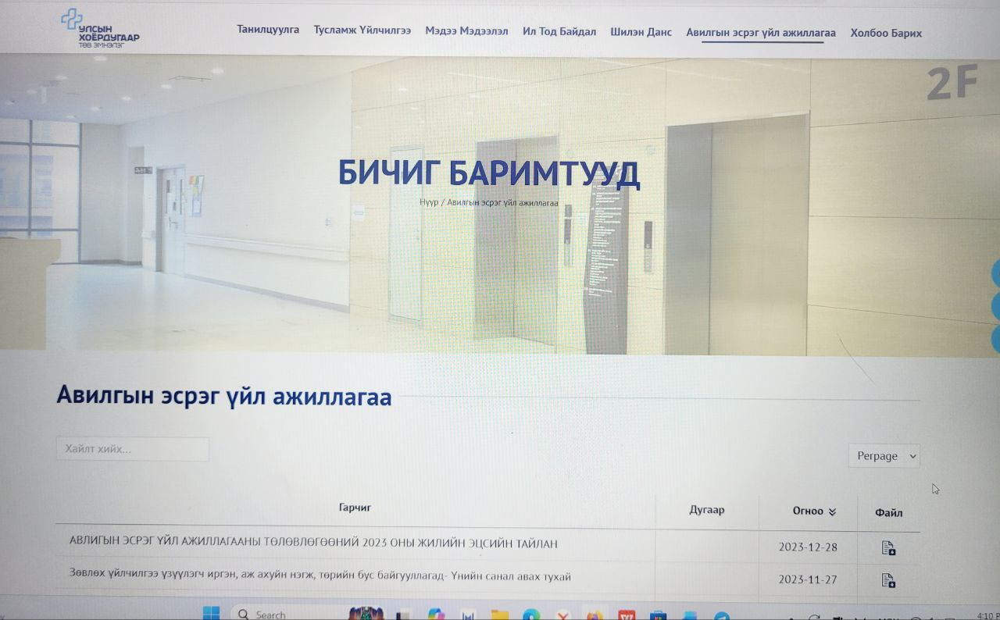 УЛСЫН
ХОЁРДУГААР
ТӨВ ЭМНЭЛЭГ
Танилцуулга Тусламж Үйлчилгээ Мэдээ Мэдээлэл Ил Тод Байдал Шилэн Данс Авилгын эсрэг үйл ажиллагаа Холбоо Барих
2F
БИЧИГ БАРИМТУУД
Нүүр / Авилгын эсрэг үйл ажиллагаа
Авилгын эсрэг үйл ажиллагаа
Хайлт хийх...
Perpage
Гарчиг Дугаар Огноо Файл
АВЛИГЫН ЭСРЭГ ҮЙЛ АЖИЛЛАГААНЫ ТӨЛӨВЛӨГӨӨНИЙ 2023 ОНЫ ЖИЛИЙН ЭЦСИЙН ТАЙЛАН 2023-12-28
Зөвлөх үйлчилгээ үзүүлэгч иргэн, аж ахуйн нэгж, төрийн бус байгууллагад- Үнийн санал авах тухай 2023-11-27
Search
4:10